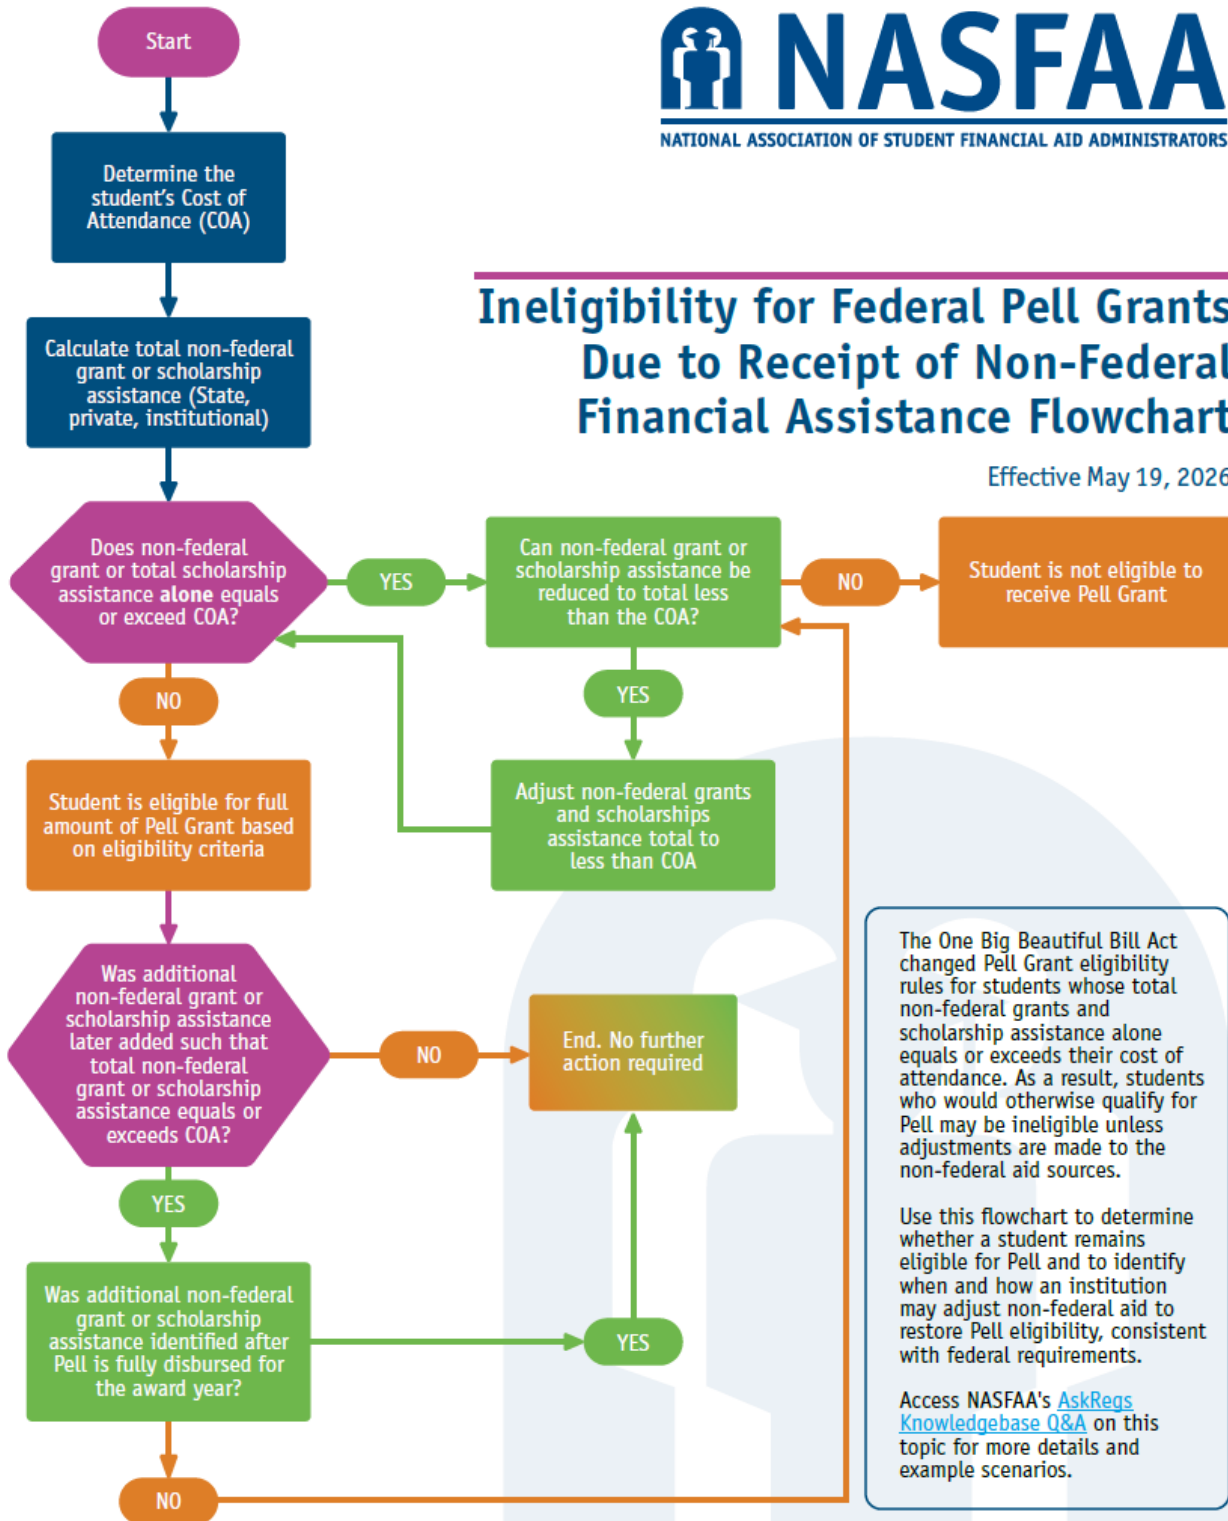 Start
NASFAA
NATIONAL ASSOCIATION OF STUDENT FINANCIAL AID ADMINISTRATORS
Determine the
student's Cost of
Attendance (COA)
Ineligibility for Federal Pell Grants
Due to Receipt of Non-Federal
Financial Assistance Flowchart
Effective May 19, 2026
Calculate total non-federal
grant or scholarship
assistance (State,
private, institutional)
Does non-federal
grant or total scholarship
assistance alone equals
or exceed COA?
YES
Can non-federal grant or
scholarship assistance be
reduced to total less
than the COA?
NO
Student is not eligible to
receive Pell Grant
NO
YES
Student is eligible for full
amount of Pell Grant based
on eligibility criteria
Adjust non-federal grants
and scholarships
assistance total to
less than COA
Was additional
non-federal grant or
scholarship assistance
later added such that
total non-federal
grant or scholarship
assistance equals or
exceeds COA?
NO
End. No further
action required
YES
Was additional non-federal
grant or scholarship
assistance identified after
Pell is fully disbursed for
the award year?
YES
NO
The One Big Beautiful Bill Act
changed Pell Grant eligibility
rules for students whose total
non-federal grants and
scholarship assistance alone
equals or exceeds their cost of
attendance. As a result, students
who would otherwise qualify for
Pell may be ineligible unless
adjustments are made to the
non-federal aid sources.
Use this flowchart to determine
whether a student remains
eligible for Pell and to identify
when and how an institution
may adjust non-federal aid to
restore Pell eligibility, consistent
with federal requirements.
Access NASFAA's AskRegs
Knowledgebase Q&A on this
topic for more details and
example scenarios.